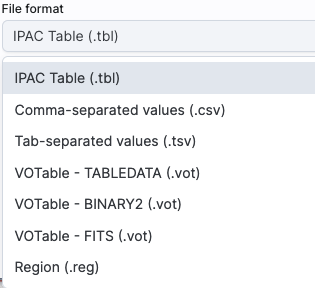 File format
IPAC Table (.tbl)
IPAC Table (.tbl)
Comma-separated values (.csv)
Tab-separated values (.tsv)
VOTable - TABLEDATA (.vot)
VOTable - BINARY2 (.vot)
VOTable - FITS (.vot)
Region (.reg)